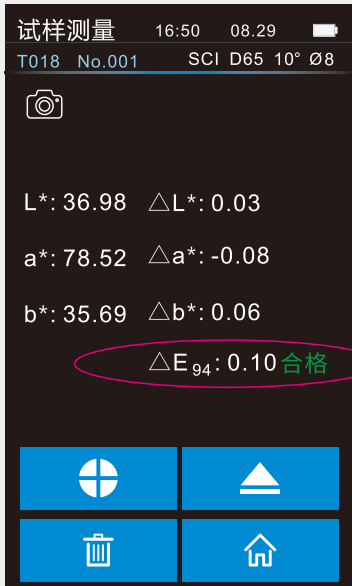 试样测量 16:50 08.29
T018 No.001 SCI D65 10° Ø8
L*: 36.98 △L*: 0.03
a*: 78.52 △a*: -0.08
b*: 35.69 △b*: 0.06
△E94: 0.10 合格